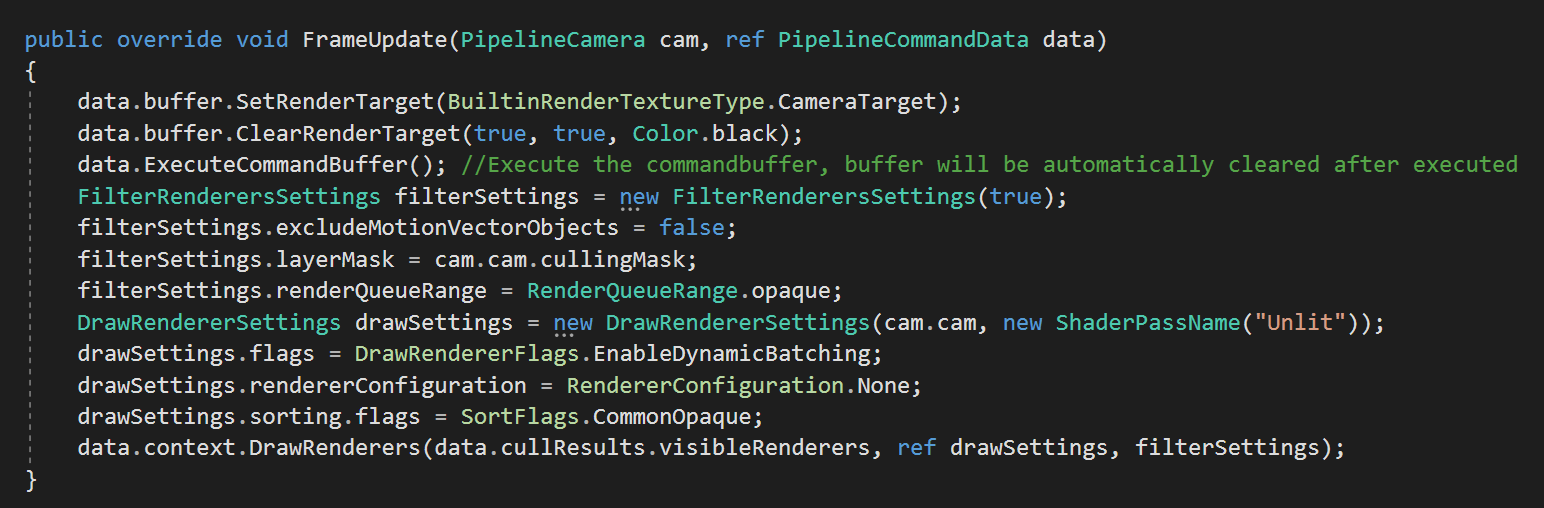 public override void FrameUpdate(PipelineCamera cam, ref PipelineCommandData data)
{
    data.buffer.SetRenderTarget(BuiltinRenderTextureType.CameraTarget);
    data.buffer.ClearRenderTarget(true, true, Color.black);
    data.ExecuteCommandBuffer(); //Execute the commandbuffer, buffer will be automatically cleared after executed
    FilterRenderersSettings filterSettings = new FilterRenderersSettings(true);
    filterSettings.excludeMotionVectorObjects = false;
    filterSettings.layerMask = cam.cam.cullingMask;
    filterSettings.renderQueueRange = RenderQueueRange.opaque;
    DrawRendererSettings drawSettings = new DrawRendererSettings(cam.cam, new ShaderPassName("Unlit"));
    drawSettings.flags = DrawRendererFlags.EnableDynamicBatching;
    drawSettings.rendererConfiguration = RendererConfiguration.None;
    drawSettings.sorting.flags = SortFlags.CommonOpaque;
    data.context.DrawRenderers(data.cullResults.visibleRenderers, ref drawSettings, filterSettings);
}